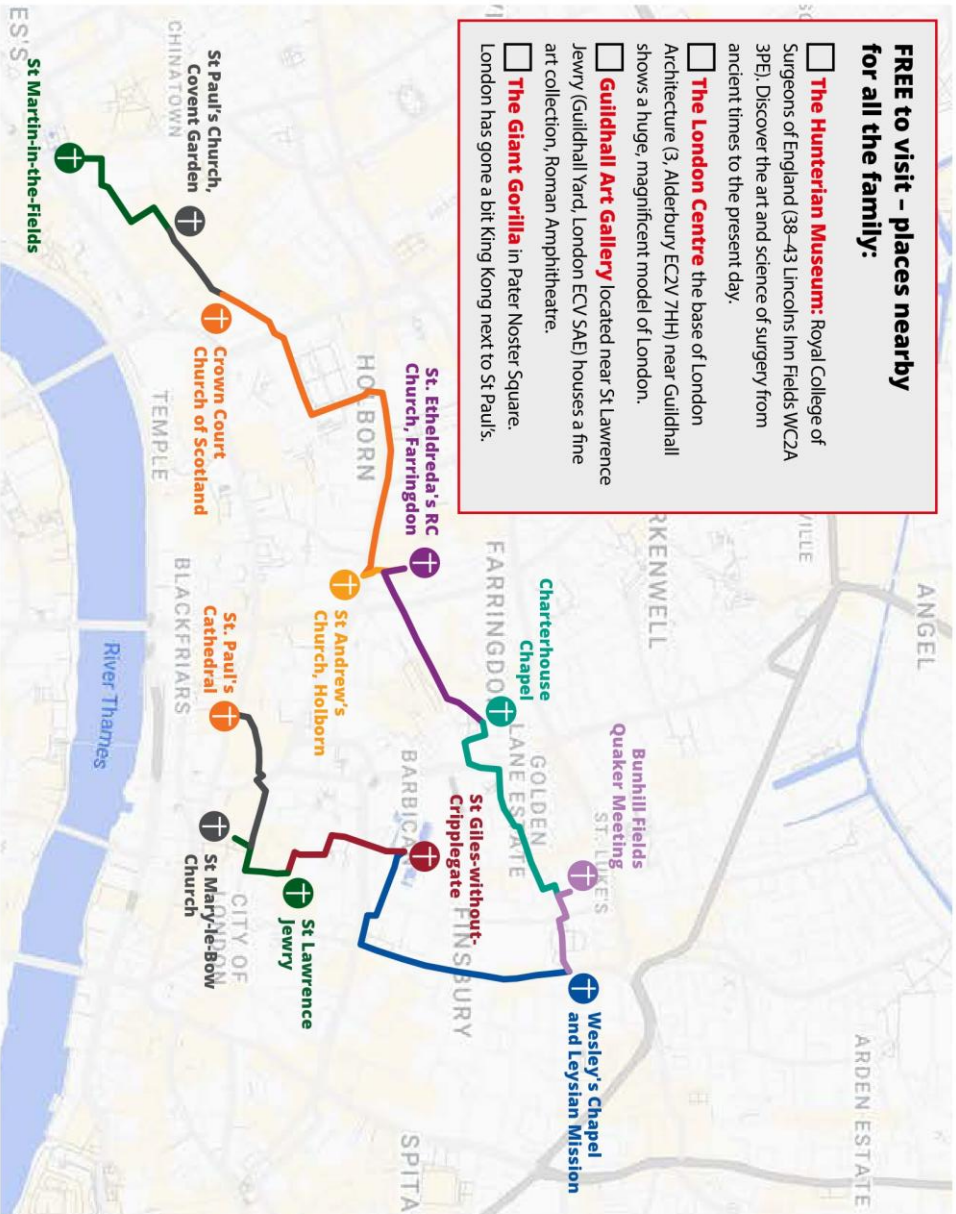 FREE to visit – places nearby
for all the family:
The Hunterian Museum: Royal College of
Surgeons of England (38–43 Lincolns Inn Fields WC2A
3PE). Discover the art and science of surgery from
ancient times to the present day.
The London Centre the base of London
Architecture (3, Alderbury EC2V 7HH) near Guildhall
shows a huge, magnificent model of London.
Guildhall Art Gallery located near St Lawrence
Jewry (Guildhall Yard, London ECV SAE) houses a fine
art collection, Roman Amphitheatre.
The Giant Gorilla in Pater Noster Square.
London has gone a bit King Kong next to St Paul's.
ANGEL
VILLE
RKENWELL
ARDEN ESTATE
Bunhill Fields
Quaker Meeting
ST. LUKE'S
Wesley's Chapel
and Leysian Mission
Charterhouse
Chapel
FARRINGDO
GOLDEN
LANE ESTATE
St. Etheldreda's RC
Church, Farringdon
St Giles-without-
Cripplegate
FINSBURY
HOLBORN
BARBICAN
SPITA
St Andrew's
Church, Holborn
St Lawrence
Jewry
St Paul's Church,
Covent Garden
CHINATOWN
Crown Court
Church of Scotland
St. Paul's
Cathedral
CITY OF
LONDON
St Mary-le-Bow
Church
TEMPLE
BLACKFRIARS
River Thames
St Martin-in-the-Fields
ES'S